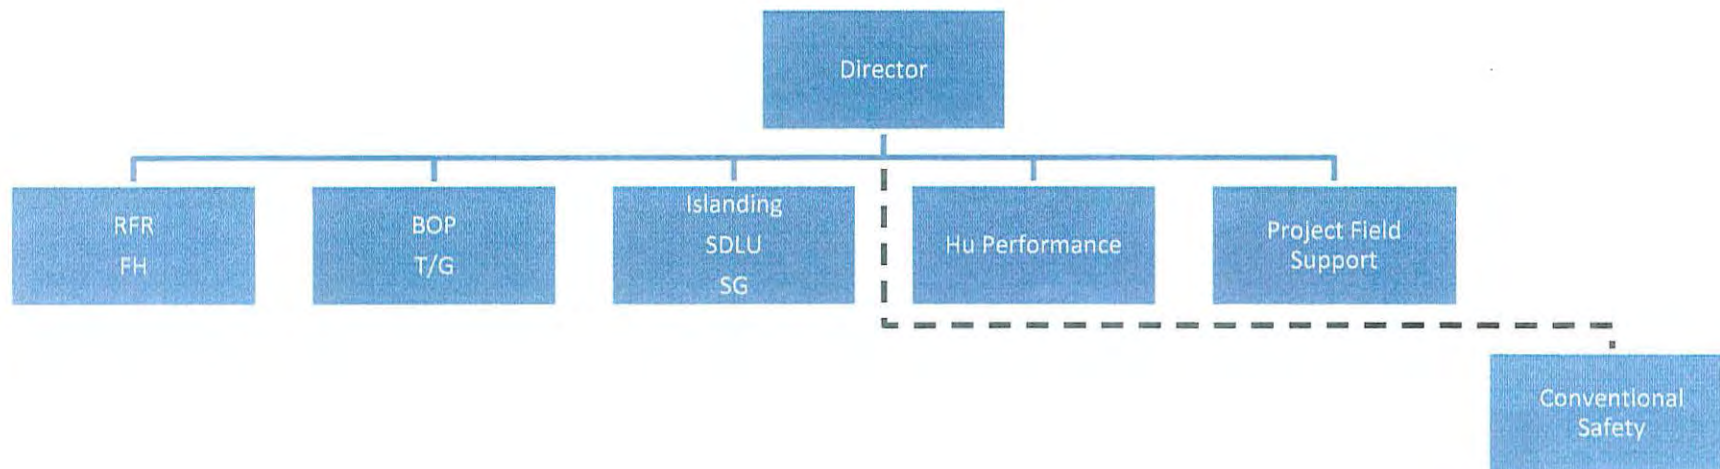 Director
RFR
FH
BOP
T/G
Islanding
SDLU
SG
Hu Performance
Project Field
Support
Conventional
Safety